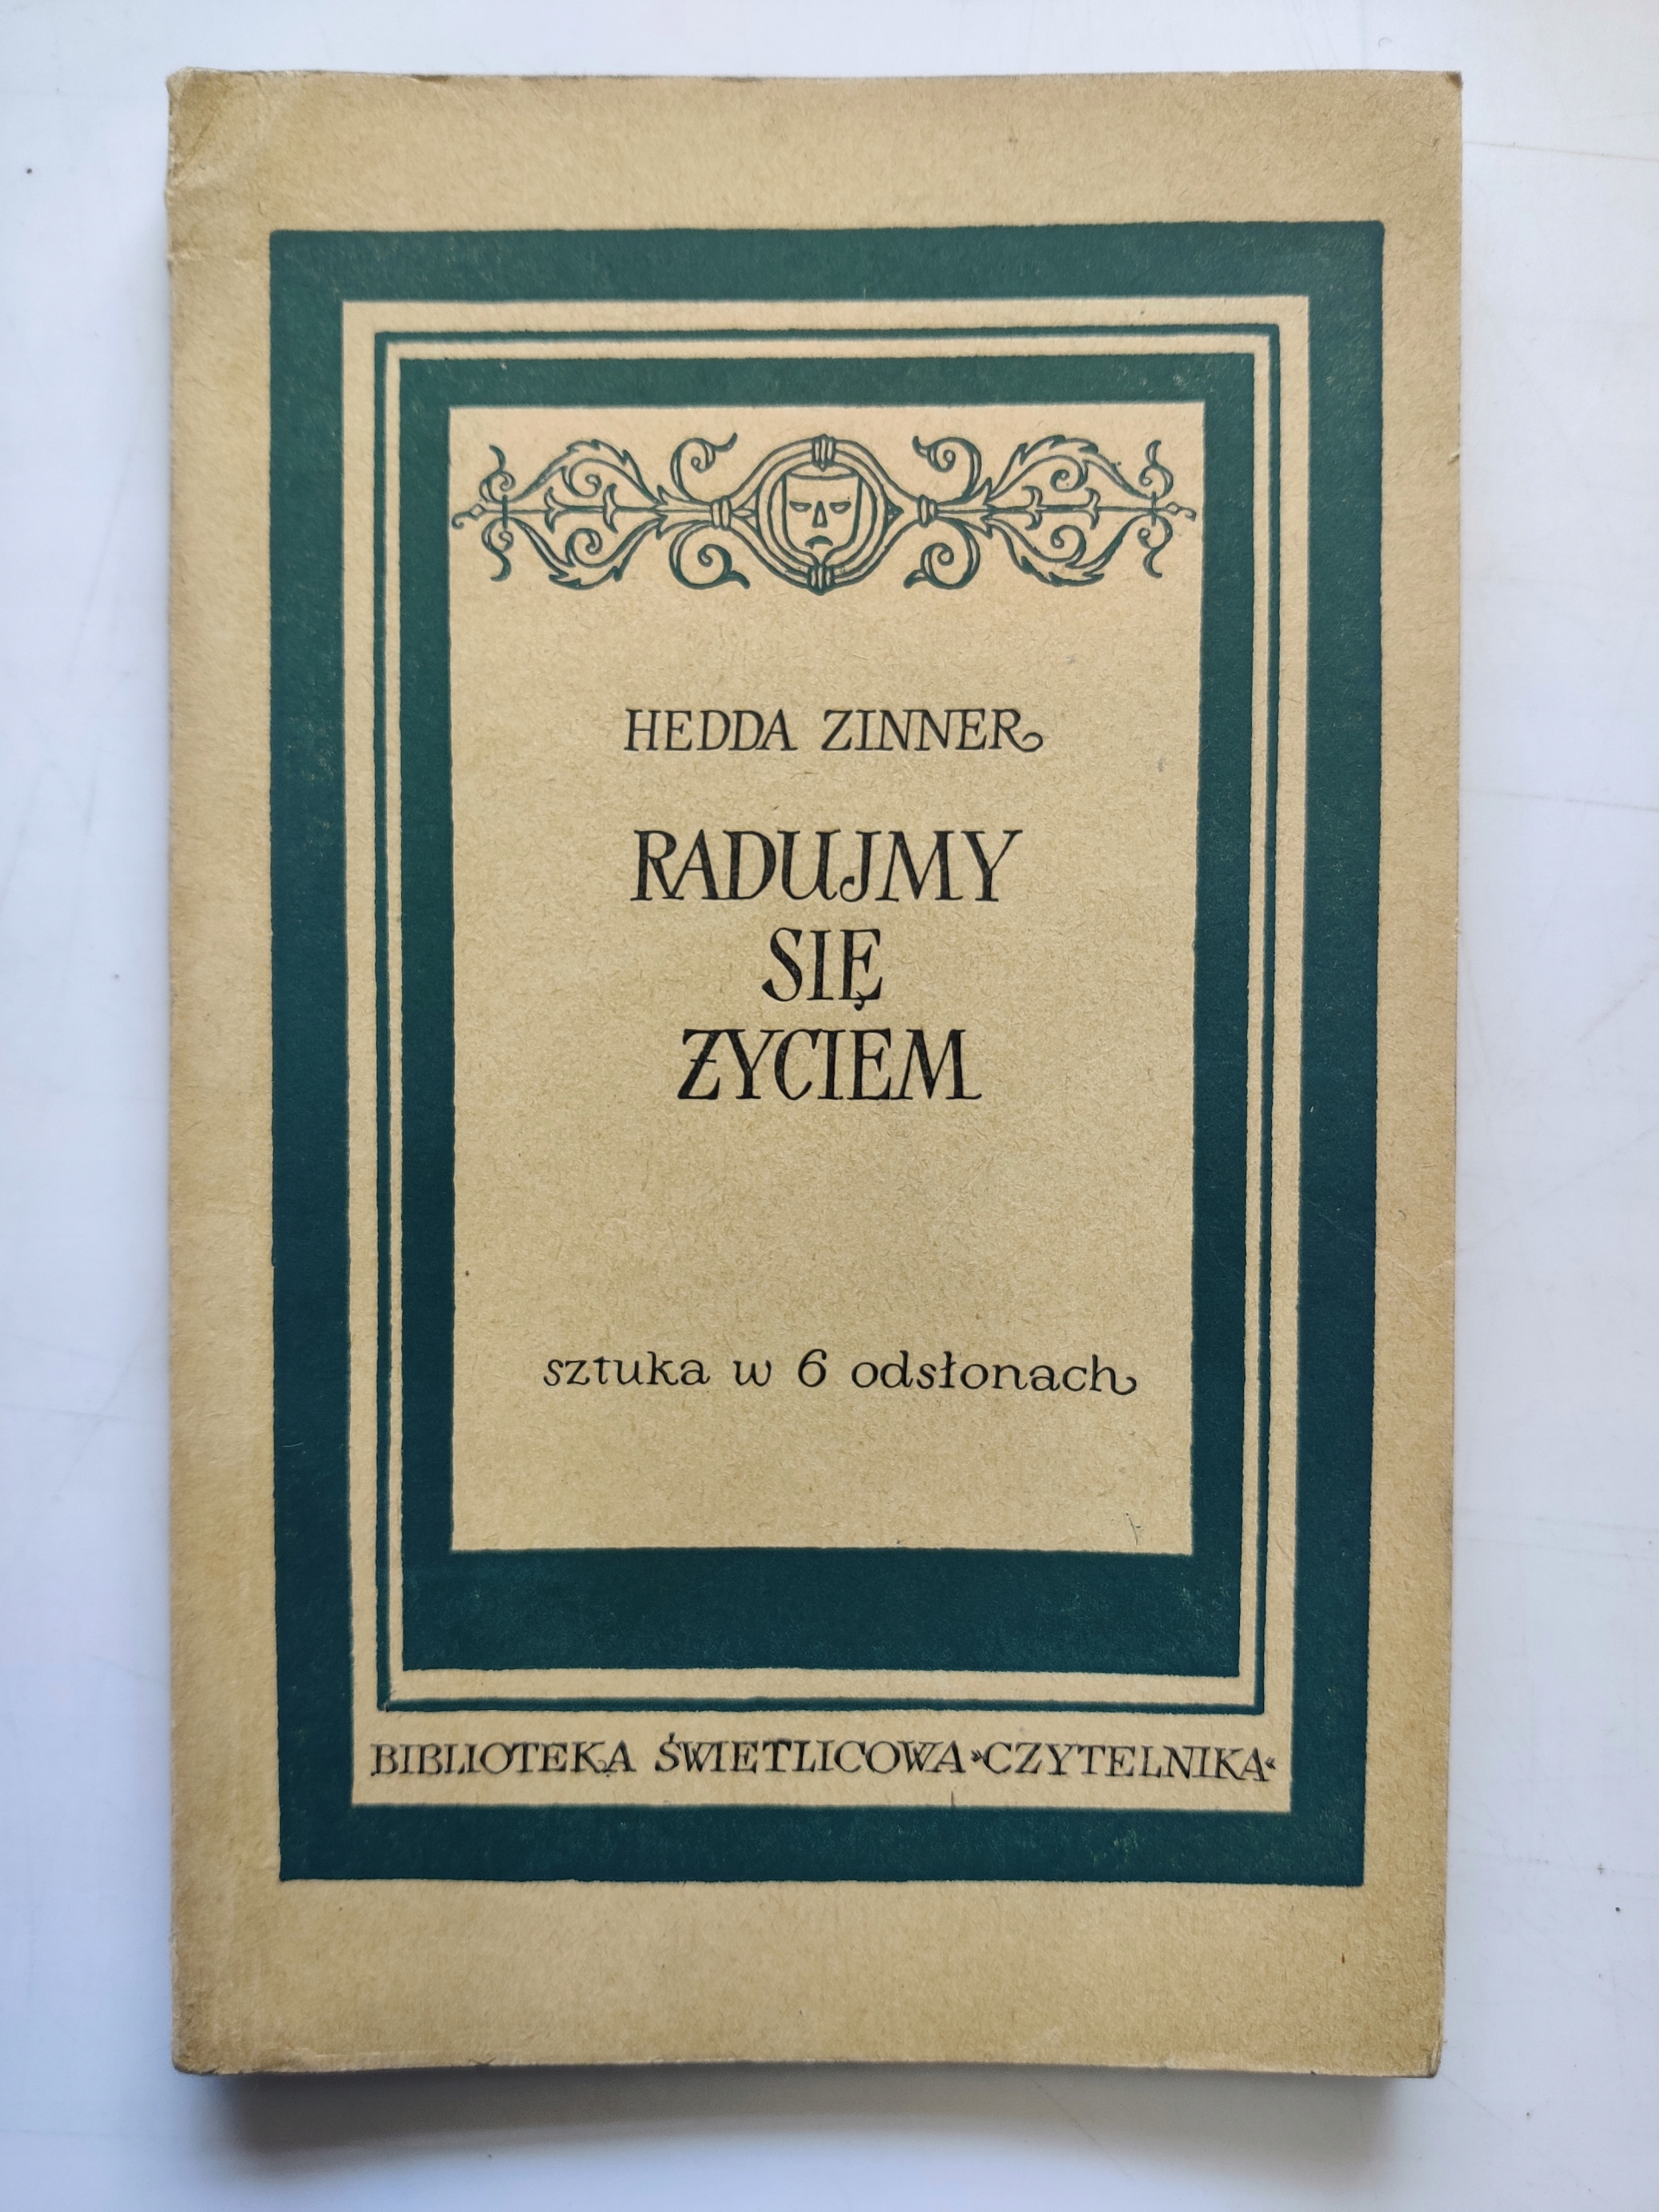 HEDDA ZINNER
RADUJMY
SIĘ
ŻYCIEM
sztuka w 6 odsłonach
BIBLIOTEKA ŚWIETLICOWA »CZYTELNIKA«